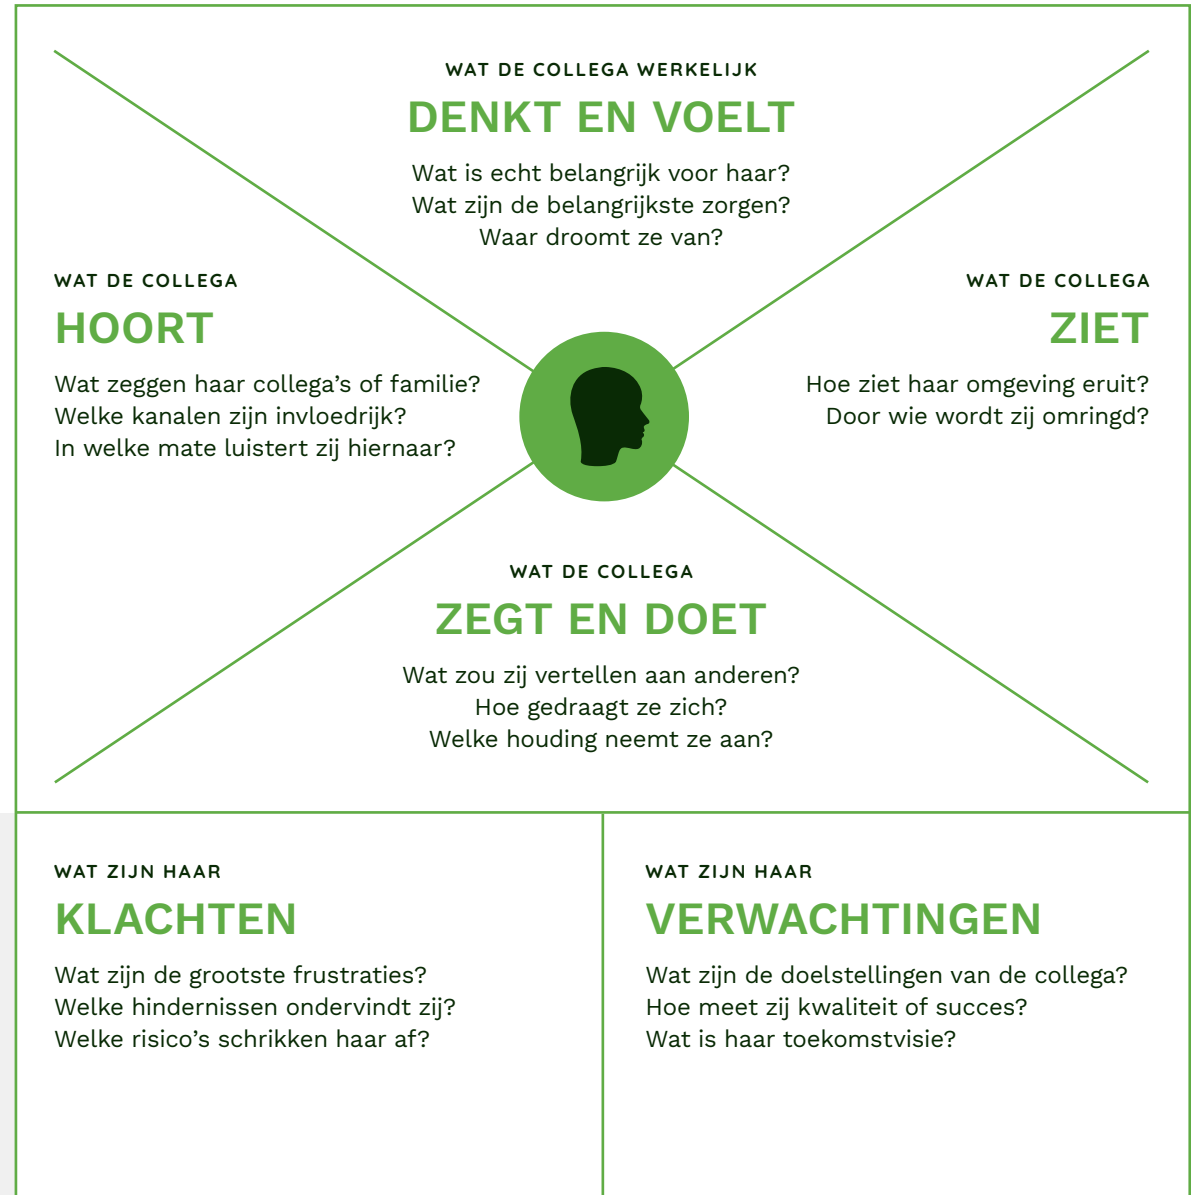 WAT DE COLLEGA WERKELIJK
DENKT EN VOELT
Wat is echt belangrijk voor haar?
Wat zijn de belangrijkste zorgen?
Waar droomt ze van?
WAT DE COLLEGA
HOORT
Wat zeggen haar collega’s of familie?
Welke kanalen zijn invloedrijk?
In welke mate luistert zij hiernaar?
WAT DE COLLEGA
ZIET
Hoe ziet haar omgeving eruit?
Door wie wordt zij omringd?
WAT DE COLLEGA
ZEGT EN DOET
Wat zou zij vertellen aan anderen?
Hoe gedraagt ze zich?
Welke houding neemt ze aan?
WAT ZIJN HAAR
KLACHTEN
Wat zijn de grootste frustraties?
Welke hindernissen ondervindt zij?
Welke risico’s schrikken haar af?
WAT ZIJN HAAR
VERWACHTINGEN
Wat zijn de doelstellingen van de collega?
Hoe meet zij kwaliteit of succes?
Wat is haar toekomstvisie?